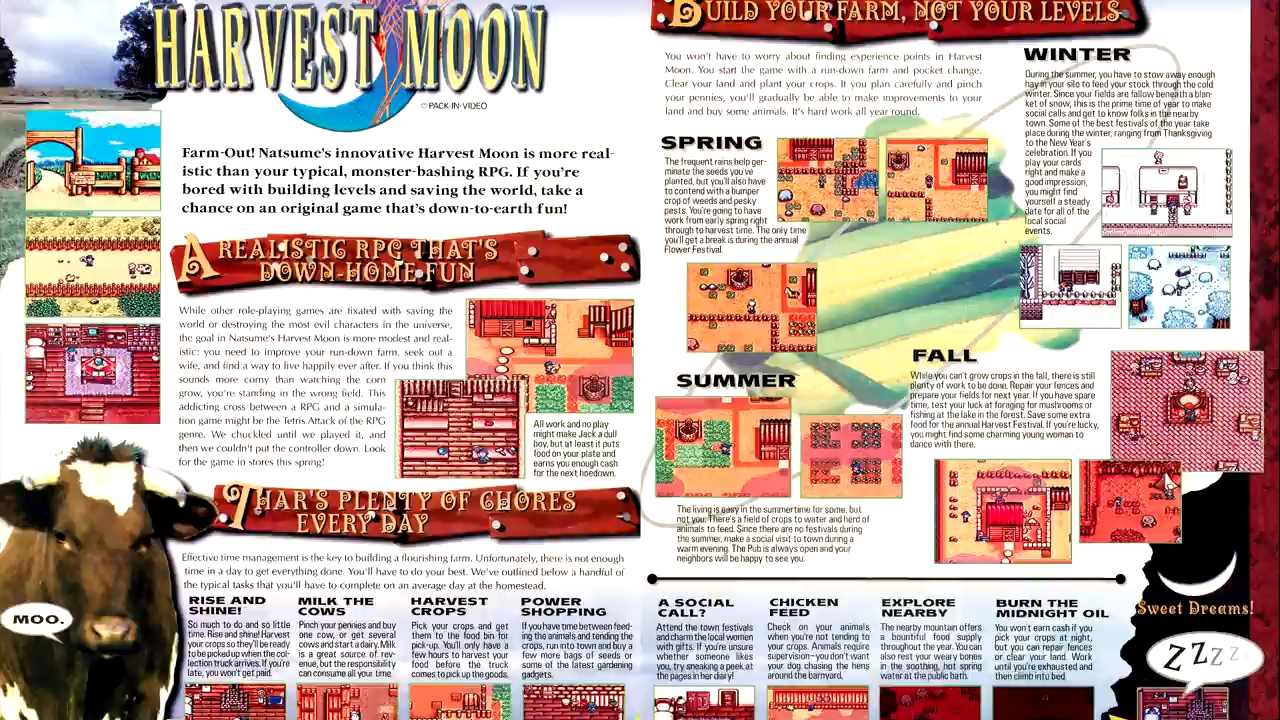 HARVEST MOON
© PACK-IN-VIDEO
Farm-Out! Natsume's innovative Harvest Moon is more real-
istic than your typical, monster-bashing RPG. If you're
bored with building levels and saving the world, take a
chance on an original game that's down-to-earth fun!
A REALISTIC RPG THAT'S
DOWN-HOME FUN
While other role-playing games are fixated with saving the
world or destroying the most evil characters in the universe,
the goal in Natsume's Harvest Moon is more modest and real-
istic: you need to improve your run-down farm, seek out a
wife, and find a way to live happily ever after. If you think this
sounds more corny than watching the corn
grow, you're standing in the wrong field. This
addicting cross between a RPG and a simula-
tion game might be the Tetris Attack of the RPG
genre. We chuckled until we played it, and
then we couldn't put the controller down. Look
for the game in stores this spring!
All work and no play
might make Jack a dull
boy, but at least it puts
food on your plate and
earns you enough cash
for the next hoedown.
THAR'S PLENTY OF CHORES
EVERY DAY
Effective time management is the key to building a flourishing farm. Unfortunately, there is not enough
time in a day to get everything done. You'll have to do your best. We've outlined below a handful of
the typical tasks that you'll have to complete on an average day at the homestead.
MOO.
RISE AND
SHINE!
So much to do and so little
time. Rise and shine! Harvest
your crops so they'll be ready
to be picked up when the col-
lection truck arrives. If you're
late, you won't get paid.
MILK THE
COWS
Pinch your pennies and buy
one cow, or get several
cows and start a dairy. Milk
is a great source of rev-
enue, but the responsibility
can consume all your time.
HARVEST
CROPS
Pick your crops and get
them to the food bin for
pick-up. You'll only have a
few hours to harvest your
food before the truck
comes to pick up the goods.
POWER
SHOPPING
If you have time between feed-
ing the animals and tending the
crops, run into town and buy a
few more bags of seeds or
some of the latest gardening
gadgets.
BUILD YOUR FARM, NOT YOUR LEVELS
You won't have to worry about finding experience points in Harvest
Moon. You start the game with a run-down farm and pocket change.
Clear your land and plant your crops. If you plan carefully and pinch
your pennies, you'll gradually be able to make improvements to your
land and buy some animals. It's hard work all year round.
SPRING
The frequent rains help ger-
minate the seeds you've
planted, but you'll also have
to contend with a bumper
crop of weeds and pesky
pests. You're going to have
work from early spring right
through to harvest time. The only time
you'll get a break is during the annual
Flower Festival.
SUMMER
The living is easy in the summertime for some, but
not you. There's a field of crops to water and herd of
animals to feed. Since there are no festivals during
the summer, make a social visit to town during a
warm evening. The Pub is always open and your
neighbors will be happy to see you.
WINTER
During the summer, you have to stow away enough
hay in your silo to feed your stock through the cold
winter. Since your fields are fallow beneath a blan-
ket of snow, this is the prime time of year to make
social calls and get to know folks in the nearby
town. Some of the best festivals of the year take
place during the winter, ranging from Thanksgiving
to the New Year's
celebration. If you
play your cards
right and make a
good impression,
you might find
yourself a steady
date for all of the
local social
events.
FALL
While you can't grow crops in the fall, there is still
plenty of work to be done. Repair your fences and
prepare your fields for next year. If you have spare
time, test your luck at foraging for mushrooms or
fishing at the lake in the forest. Save some extra
food for the annual Harvest Festival. If you're lucky,
you might find some charming young woman to
dance with there.
A SOCIAL
CALL?
Attend the town festivals
and charm the local women
with gifts. If you're unsure
whether someone likes
you, try sneaking a peek at
the pages in her diary!
CHICKEN
FEED
Check on your animals
when you're not tending to
your crops. Animals require
supervision—you don't want
your dog chasing the hens
around the barnyard.
EXPLORE
NEARBY
The nearby mountain offers
a bountiful food supply
throughout the year. You can
also rest your weary bones
in the soothing, hot spring
water at the public bath.
BURN THE
MIDNIGHT OIL
You won't earn cash if you
pick your crops at night,
but you can repair fences
or clear your land. Work
until you're exhausted and
then climb into bed.
Sweet Dreams!
ZZZZZ